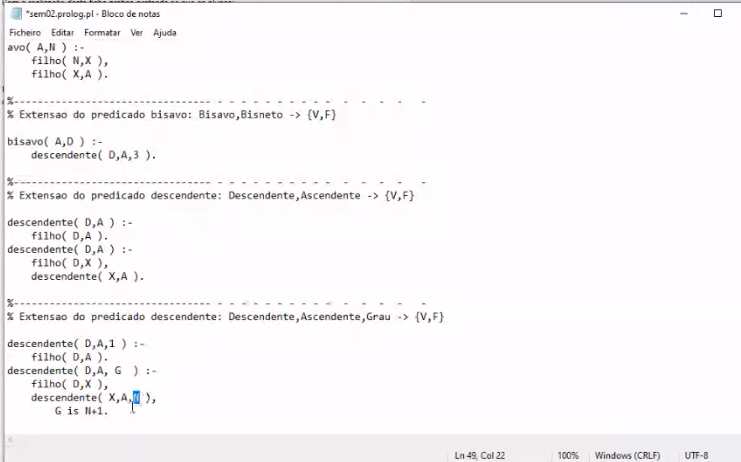 *sem02.prolog.pl - Bloco de notas
Ficheiro Editar Formatar Ver Ajuda
avo( A,N ) :-
filho( N,X ),
filho( X,A ).
%-------------------------------- - - - - - - - - - - - - - - -
% Extensao do predicado bisavo: Bisavo,Bisneto -> {V,F}
bisavo( A,D ) :-
descendente( D,A,3 ).
%-------------------------------- - - - - - - - - - - - - - - -
% Extensao do predicado descendente: Descendente,Ascendente -> {V,F}
descendente( D,A ) :-
filho( D,A ).
descendente( D,A ) :-
filho( D,X ),
descendente( X,A ).
%-------------------------------- - - - - - - - - - - - - - - -
% Extensao do predicado descendente: Descendente,Ascendente,Grau -> {V,F}
descendente( D,A,1 ) :-
filho( D,A ).
descendente( D,A, G  ) :-
filho( D,X ),
descendente( X,A,N ),
G is N+1.
Ln 49, Col 22 100% Windows (CRLF) UTF-8